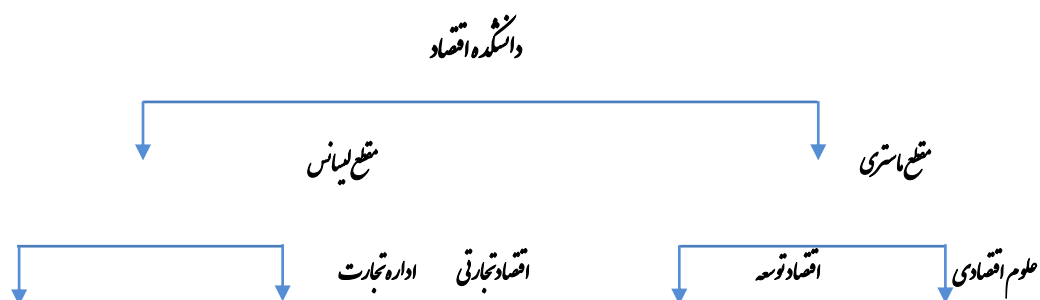 دانشکده اقتصاد
مقطع ماستری
مقطع لیسانس
علوم اقتصادی
اقتصاد توسعه
اقتصاد تجارتی
اداره تجارت